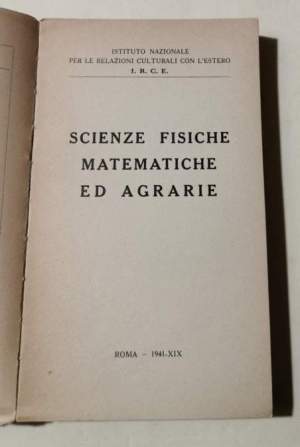 ISTITUTO NAZIONALE
PER LE RELAZIONI CULTURALI CON L'ESTERO
I. R. C. E.
SCIENZE FISICHE
MATEMATICHE
ED AGRARIE
ROMA - 1941-XIX